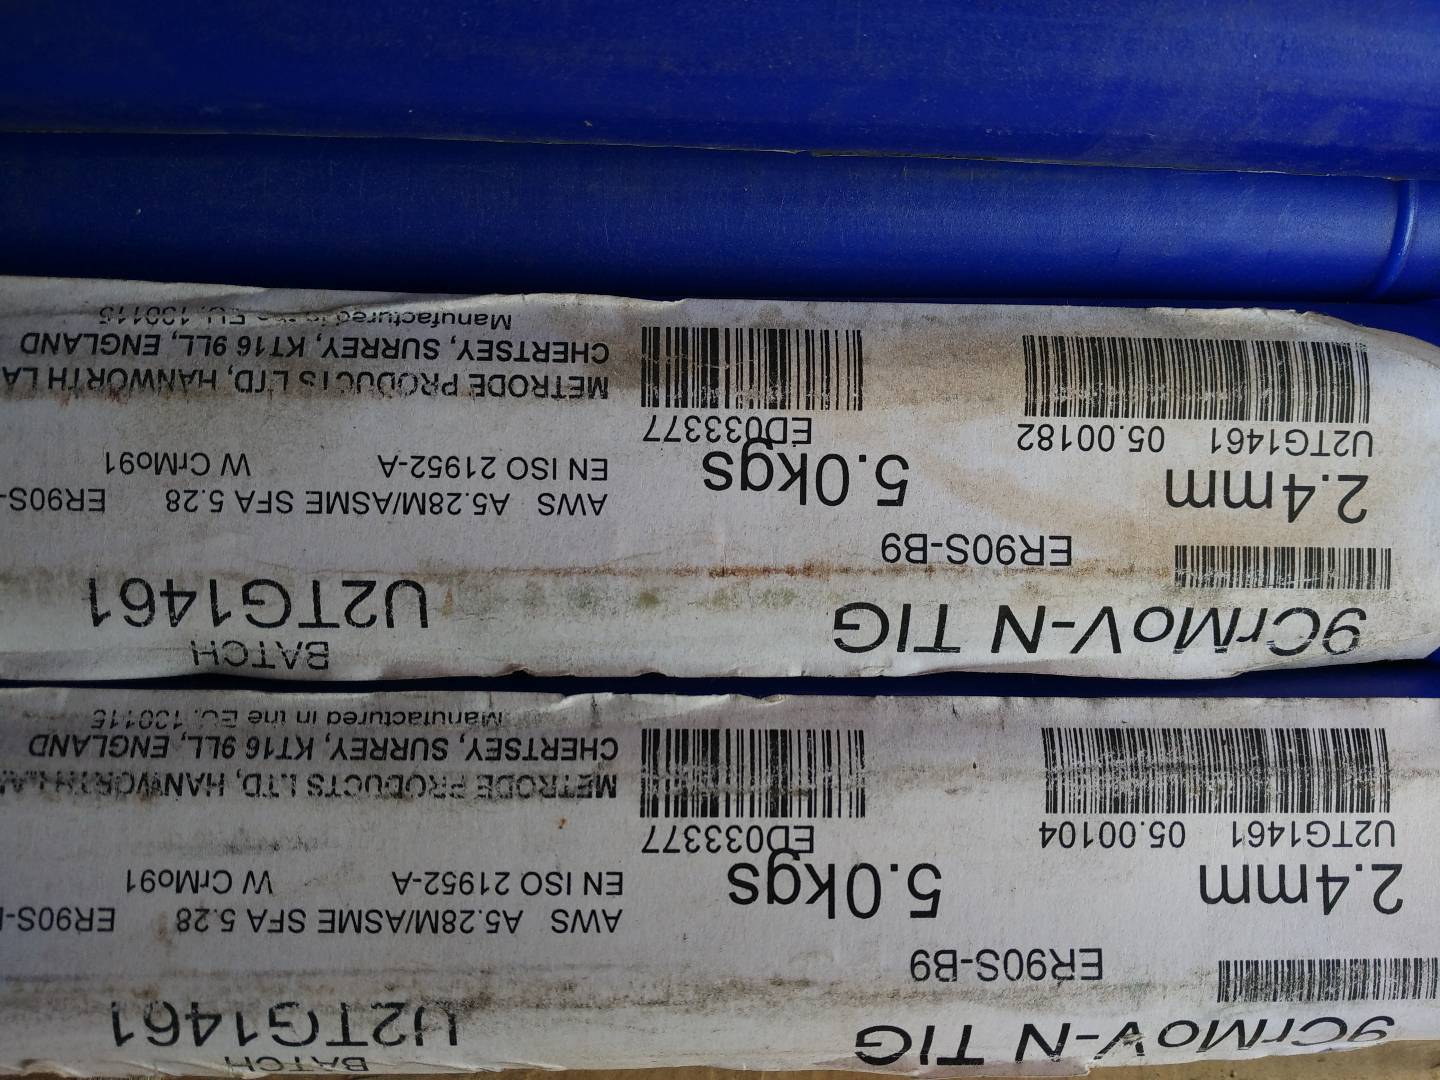 9CrMoV-N TIG
ER90S-B9
2.4mm 5.0kgs
U2TG1461 05.00104
ED033377
BATCH
U2TG1461
AWS A5.28M/ASME SFA 5.28 ER90S-
EN ISO 21952-A W CrMo91
METRODE PRODUCTS LTD, HANWORTH
CHERTSEY, SURREY, KT16 9LL, ENGLAND
Manufactured in the EU. 130115
9CrMoV-N TIG
ER90S-B9
2.4mm 5.0kgs
U2TG1461 05.00182
ED033377
BATCH
U2TG1461
AWS A5.28M/ASME SFA 5.28 ER90S-
EN ISO 21952-A W CrMo91
METRODE PRODUCTS LTD, HANWORTH LA
CHERTSEY, SURREY, KT16 9LL, ENGLAND
Manufactured in the EU. 130115